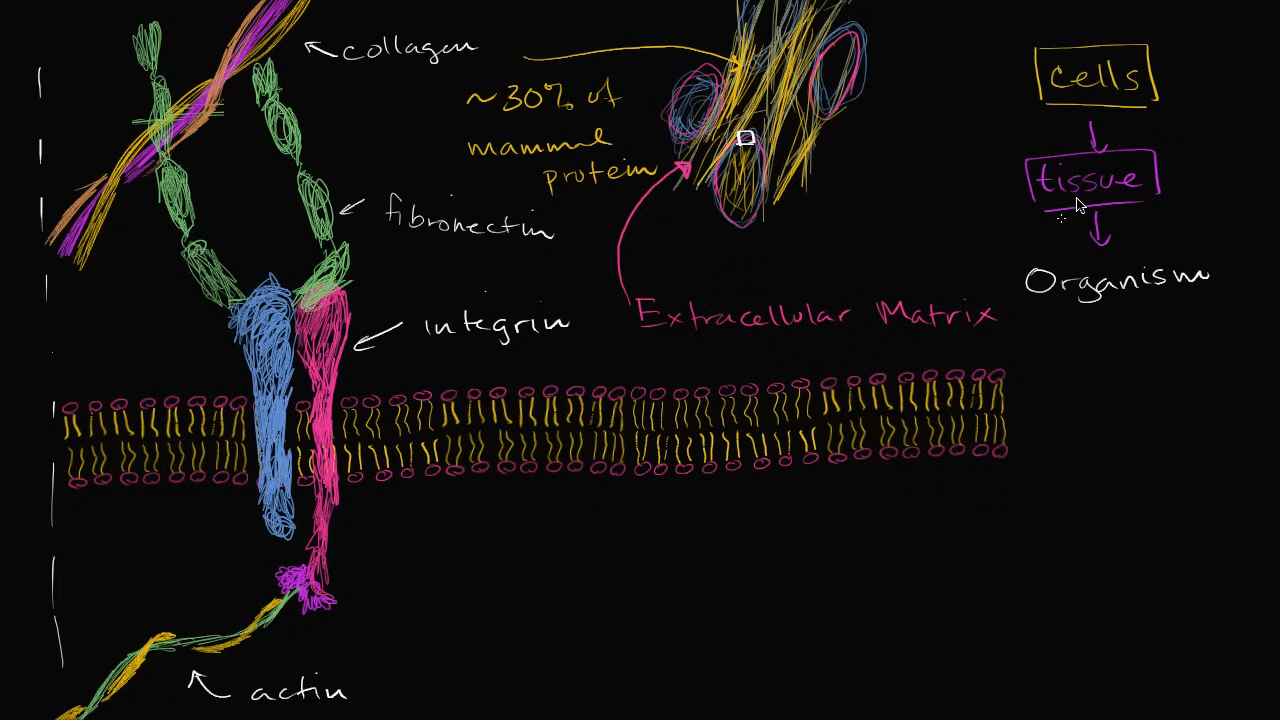 collagen
~30% of
mammal
protein
fibronectin
integrin
Extracellular Matrix
actin
cells
tissue
Organism